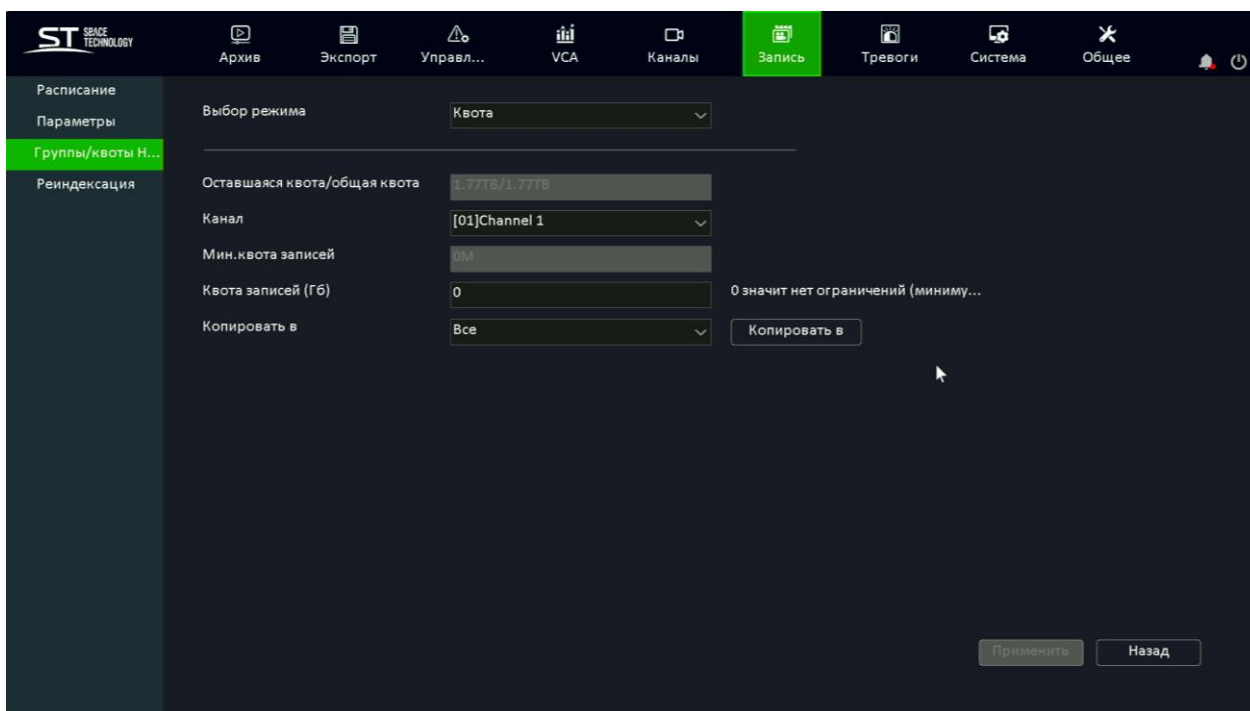 ST SPACE TECHNOLOGY
Архив Экспорт Управл... VCA Каналы Запись Тревоги Система Общее
Расписание
Параметры
Группы/квоты Н...
Реиндексация
Выбор режима Квота
Оставшаяся квота/общая квота 1.77TB/1.77TB
Канал [01]Channel 1
Мин.квота записей 0M
Квота записей (Гб) 0 0 значит нет ограничений (миниму...
Копировать в Все Копировать в
Применить Назад